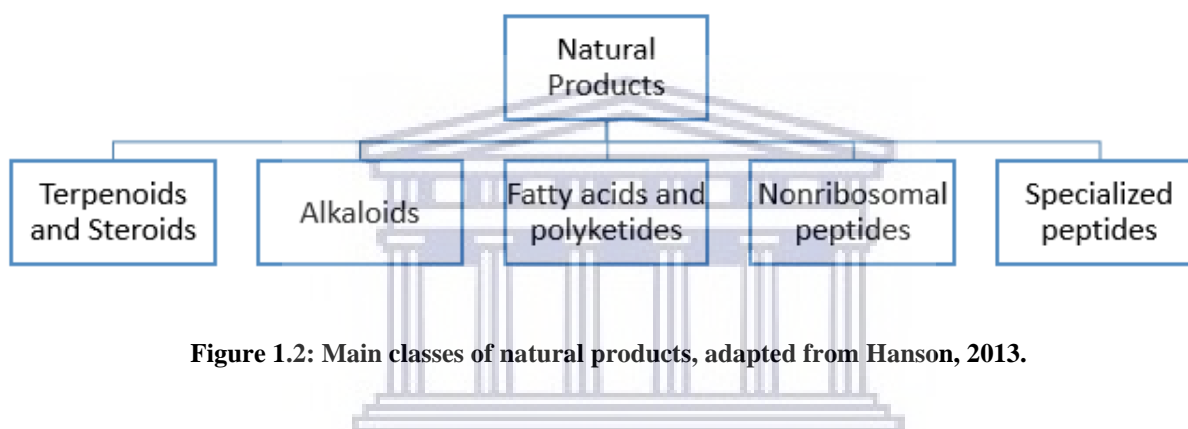 Natural
Products
Terpenoids
and Steroids
Alkaloids
Fatty acids and
polyketides
Nonribosomal
peptides
Specialized
peptides
Figure 1.2: Main classes of natural products, adapted from Hanson, 2013.